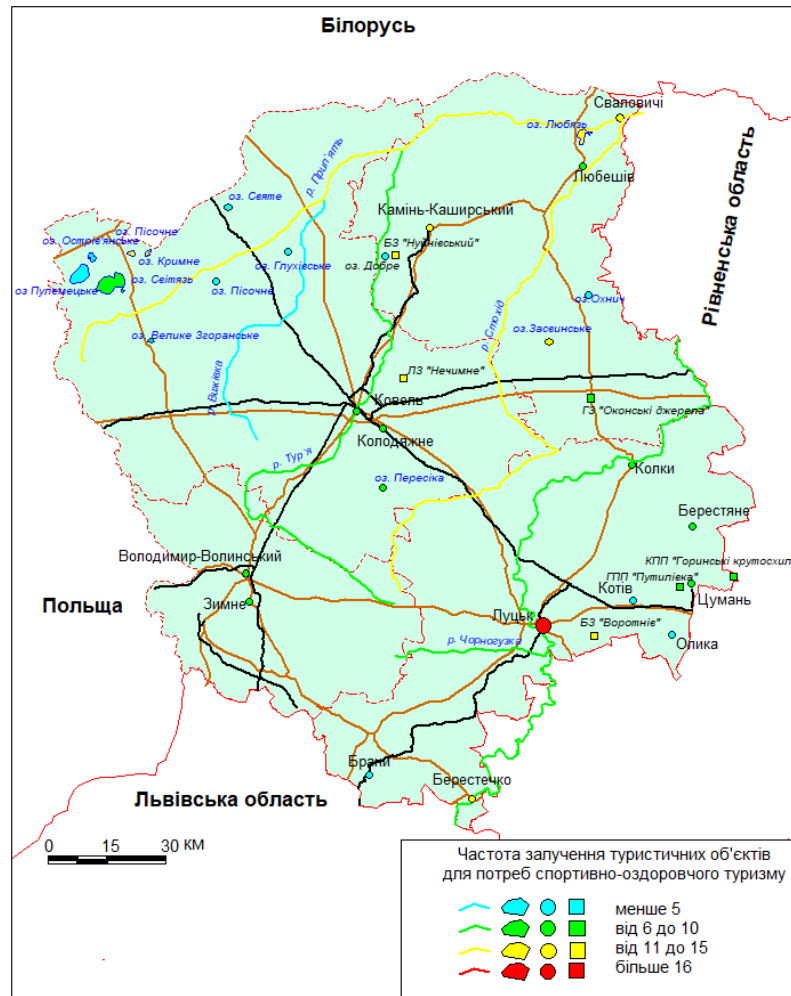 Білорусь
Сваловичі
оз. Любязь
Любешів
р. Прип'ять
Рівненська область
оз. Святе
Камінь-Каширський
оз. Пісочне
оз. Острів'янське
БЗ "Нуйнівський"
оз. Кримне
оз. Глухівське
оз. Добре
оз. Світязь
оз Пулемецьке
оз. Пісочне
оз.Охнич
р. Стохід
оз. Велике Згоранське
оз.Засвинське
р. Вижівка
ЛЗ "Нечимне"
Ковель
ГЗ "Оконські джерела"
Колодяжне
р. Тур'я
Колки
оз. Пересіка
Берестяне
Володимир-Волинський
КПП "Горинські крутосхил
ГПП "Путилівка"
Польща
Зимне
Котів
Цумань
Луцьк
БЗ "Воротнів"
р. Чорногузка
Олика
Брани
Берестечко
Львівська область
0 15 30 КМ
Частота залучення туристичних об'єктів
для потреб спортивно-оздоровчого туризму
менше 5
від 6 до 10
від 11 до 15
більше 16